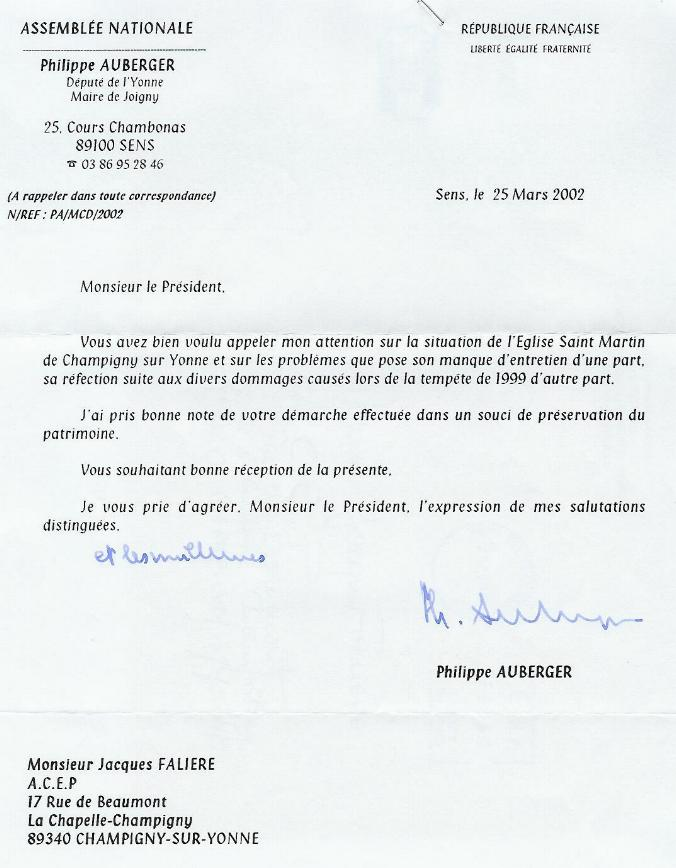 ASSEMBLÉE NATIONALE
RÉPUBLIQUE FRANÇAISE
LIBERTÉ ÉGALITÉ FRATERNITÉ
Philippe AUBERGER
Député de l'Yonne
Maire de Joigny
25, Cours Chambonas
89100 SENS
☎ 03 86 95 28 46
(A rappeler dans toute correspondance)
N/REF : PA/MCD/2002
Sens, le 25 Mars 2002
Monsieur le Président,
Vous avez bien voulu appeler mon attention sur la situation de l'Eglise Saint Martin
de Champigny sur Yonne et sur les problèmes que pose son manque d'entretien d'une part,
sa réfection suite aux divers dommages causés lors de la tempête de 1999 d'autre part.
J'ai pris bonne note de votre démarche effectuée dans un souci de préservation du
patrimoine.
Vous souhaitant bonne réception de la présente,
Je vous prie d'agréer, Monsieur le Président, l'expression de mes salutations
distinguées.
et les meilleures
Ph. Auberger
Philippe AUBERGER
Monsieur Jacques FALIERE
A.C.E.P
17 Rue de Beaumont
La Chapelle-Champigny
89340 CHAMPIGNY-SUR-YONNE